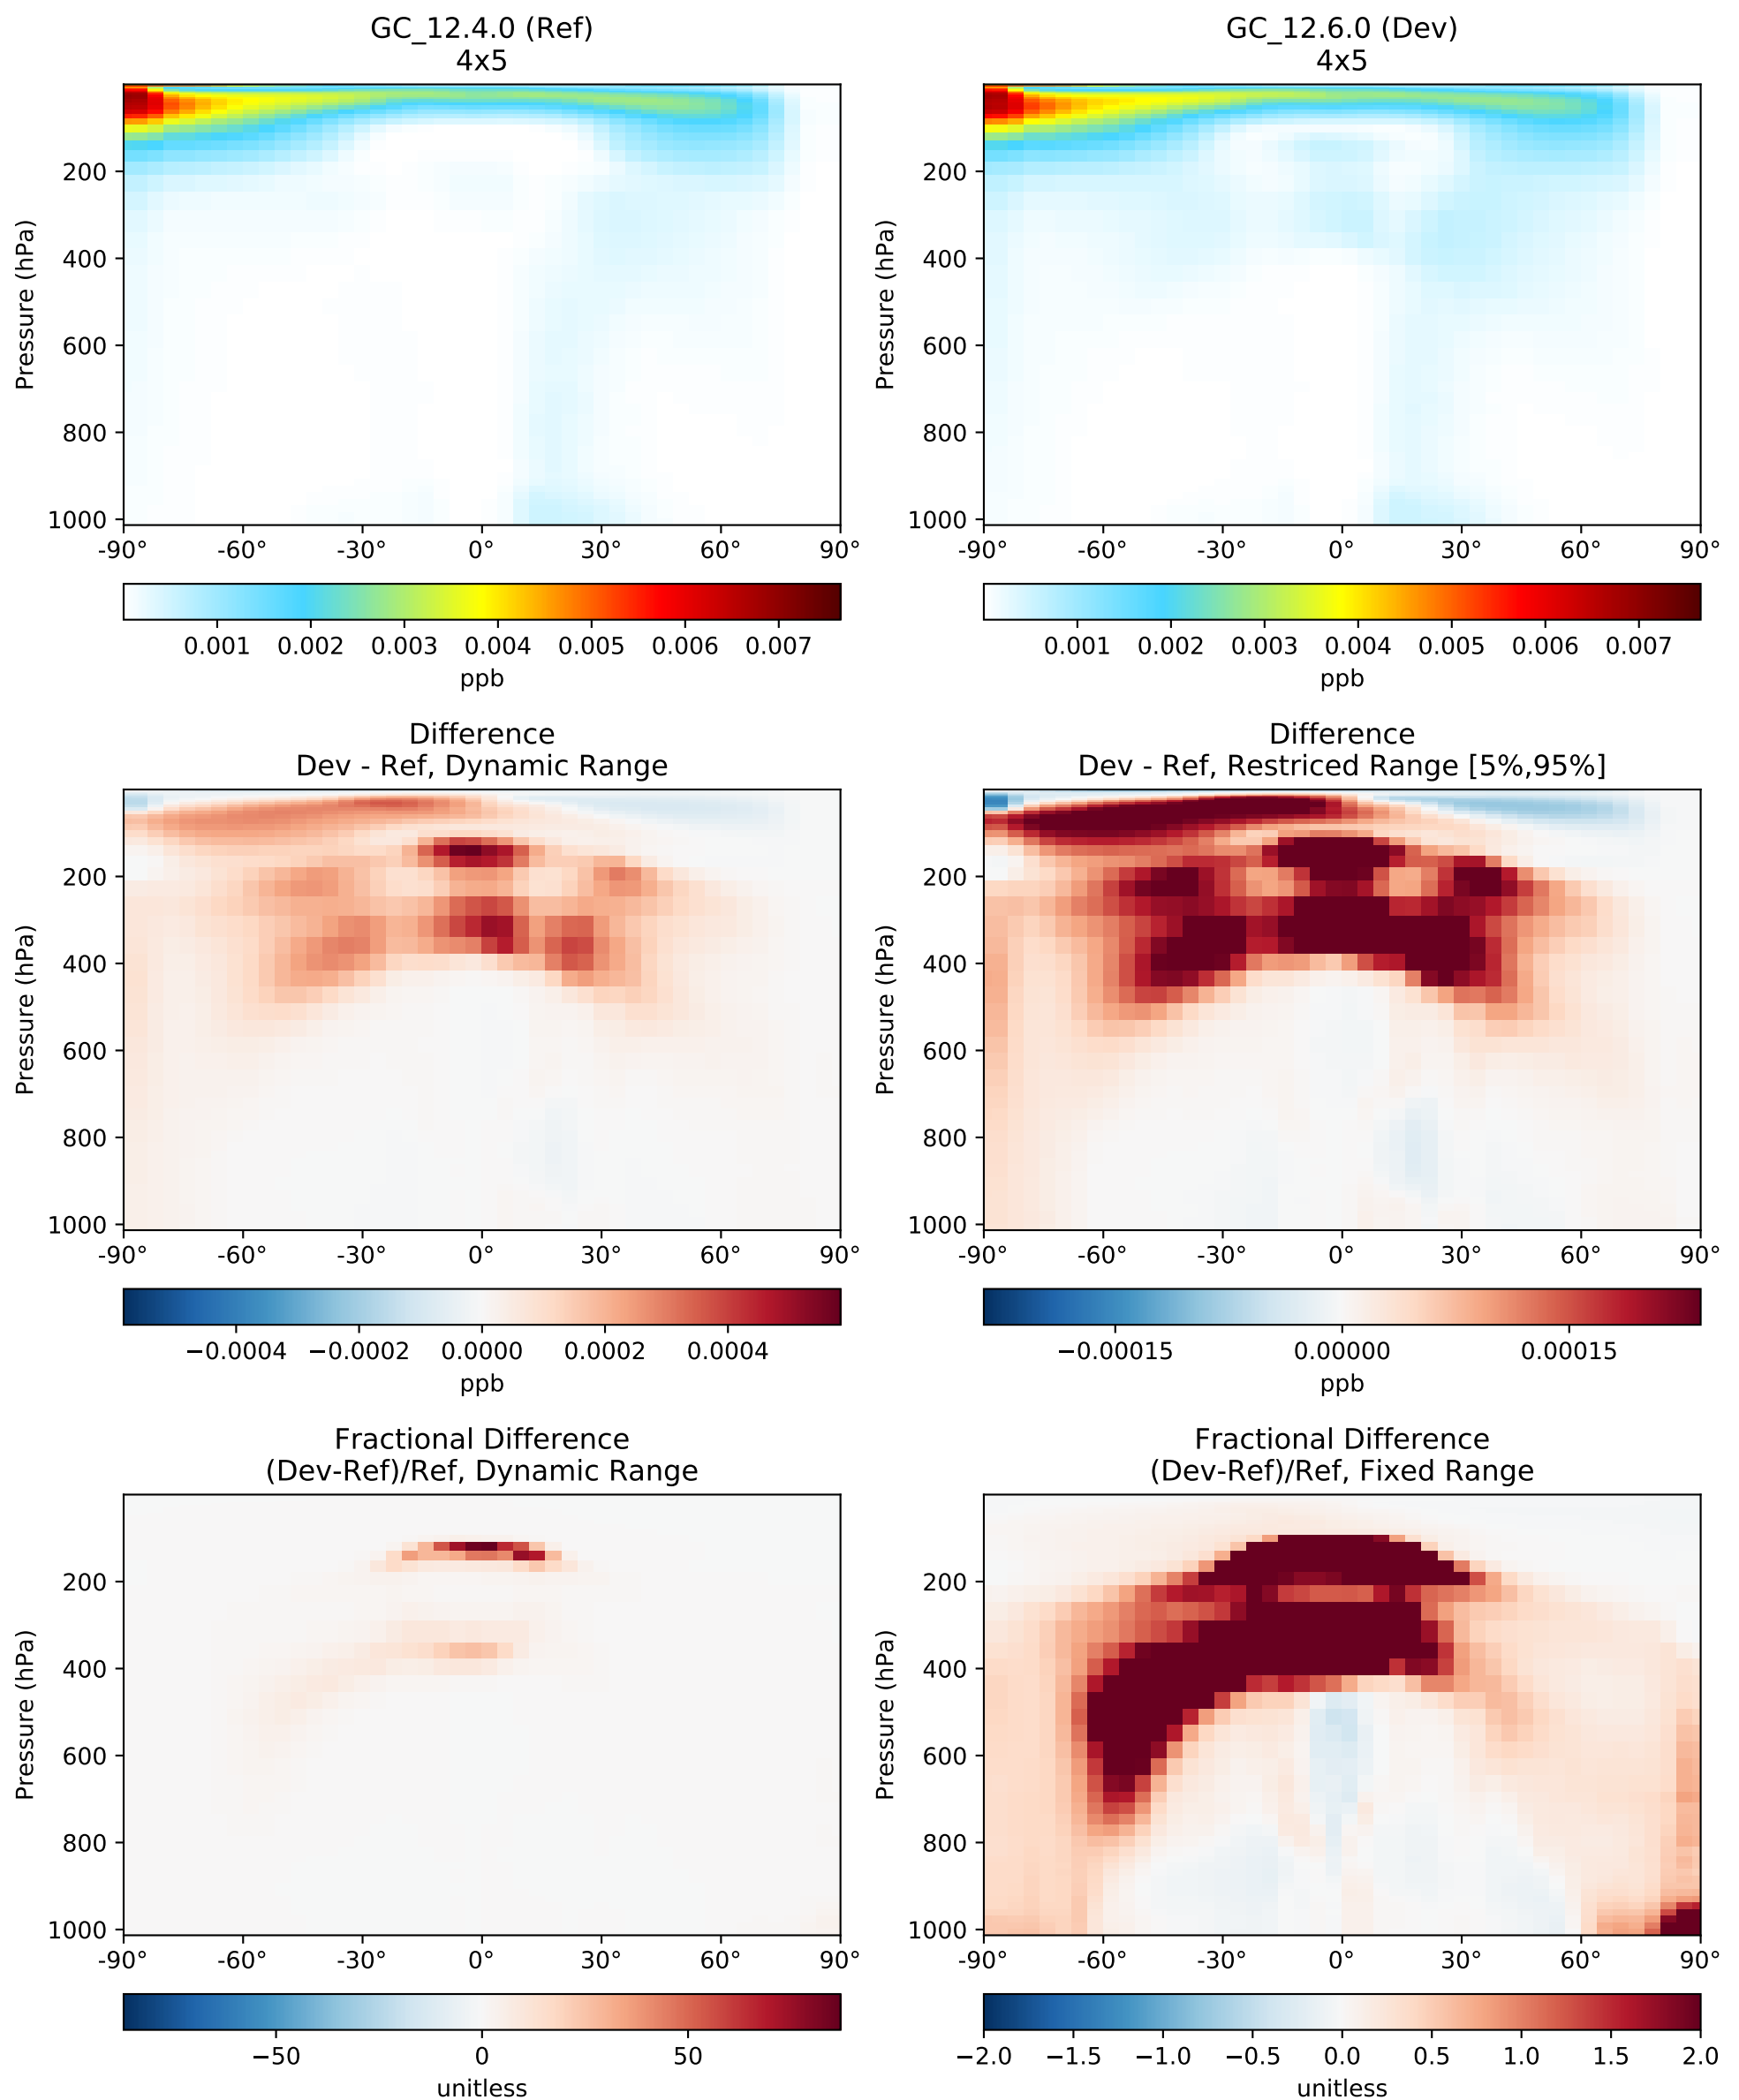 GC_12.4.0 (Ref)
4x5
GC_12.6.0 (Dev)
4x5
Pressure (hPa)
200
400
600
800
1000
-90° -60° -30° 0° 30° 60° 90°
0.001 0.002 0.003 0.004 0.005 0.006 0.007
ppb
Pressure (hPa)
200
400
600
800
1000
-90° -60° -30° 0° 30° 60° 90°
0.001 0.002 0.003 0.004 0.005 0.006 0.007
ppb
Difference
Dev - Ref, Dynamic Range
Pressure (hPa)
200
400
600
800
1000
-90° -60° -30° 0° 30° 60° 90°
−0.0004 −0.0002 0.0000 0.0002 0.0004
ppb
Difference
Dev - Ref, Restriced Range [5%,95%]
Pressure (hPa)
200
400
600
800
1000
-90° -60° -30° 0° 30° 60° 90°
−0.00015 0.00000 0.00015
ppb
Fractional Difference
(Dev-Ref)/Ref, Dynamic Range
Pressure (hPa)
200
400
600
800
1000
-90° -60° -30° 0° 30° 60° 90°
−50 0 50
unitless
Fractional Difference
(Dev-Ref)/Ref, Fixed Range
Pressure (hPa)
200
400
600
800
1000
-90° -60° -30° 0° 30° 60° 90°
−2.0 −1.5 −1.0 −0.5 0.0 0.5 1.0 1.5 2.0
unitless